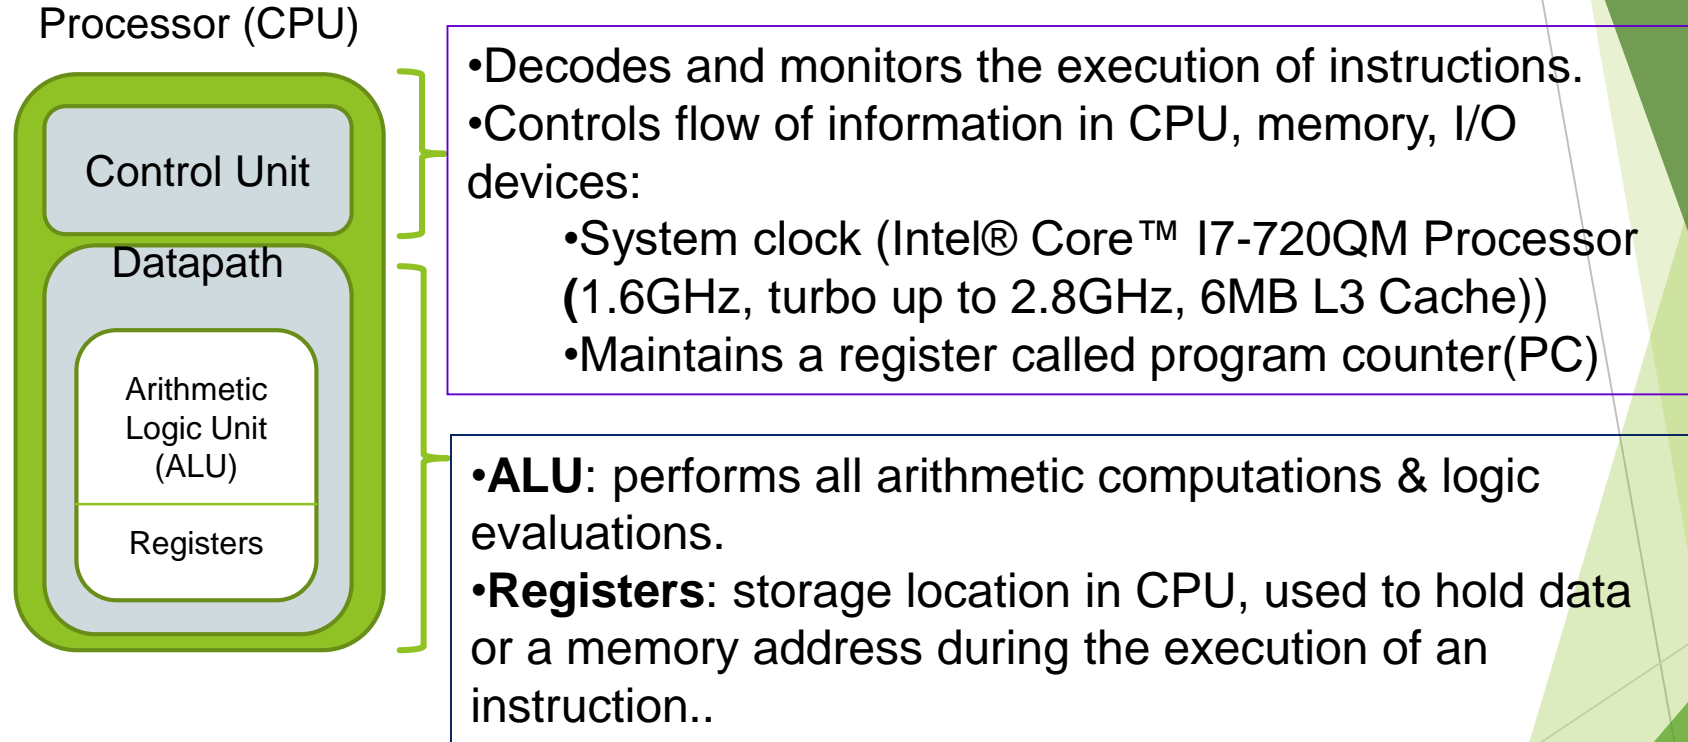 Processor (CPU)
Control Unit
Datapath
Arithmetic
Logic Unit
(ALU)
Registers
•Decodes and monitors the execution of instructions.
•Controls flow of information in CPU, memory, I/O
devices:
•System clock (Intel® Core™ I7-720QM Processor
(1.6GHz, turbo up to 2.8GHz, 6MB L3 Cache))
•Maintains a register called program counter(PC)
•ALU: performs all arithmetic computations & logic
evaluations.
•Registers: storage location in CPU, used to hold data
or a memory address during the execution of an
instruction..